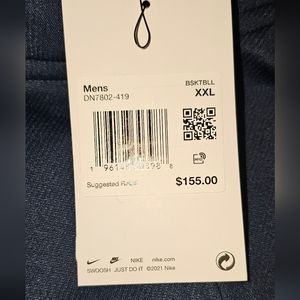 Mens
BSKTBLL
DN7802-419
XXL
Suggested
$155.00
NIKE nike.com
SWOOSH JUST DO IT ©2021 Nike